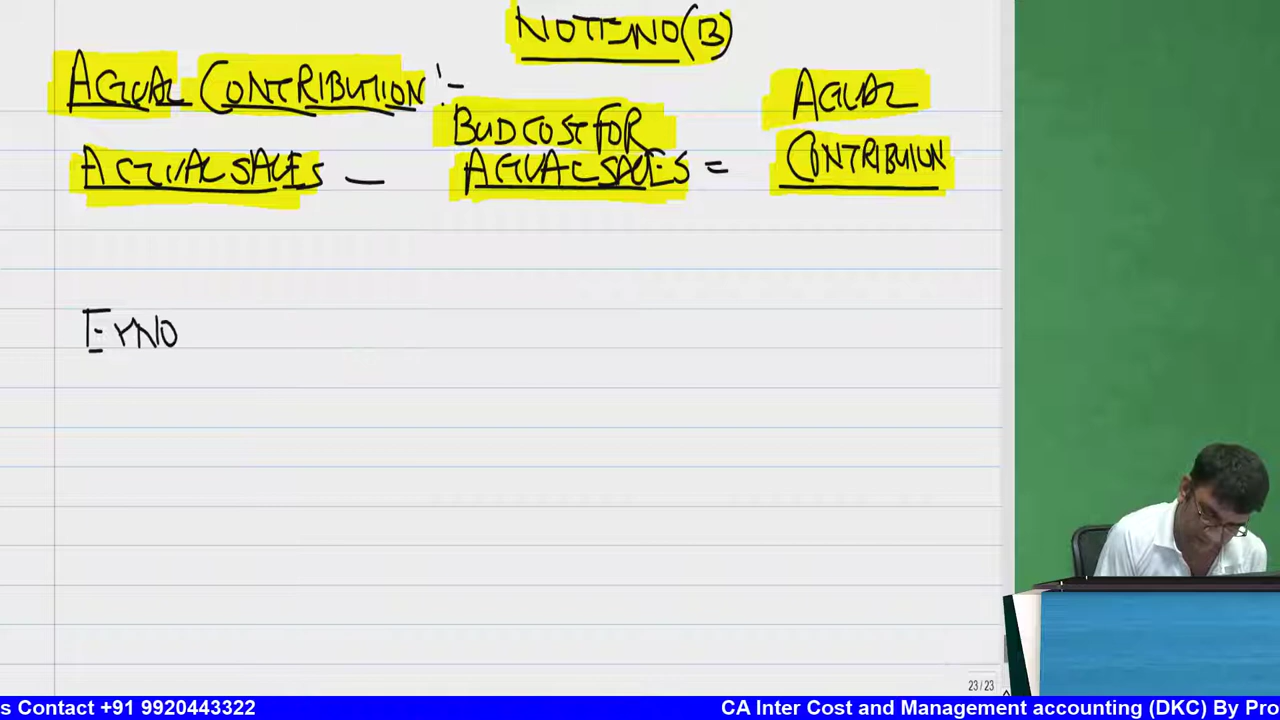 NOTE NO (B)
ACTUAL CONTRIBUTION :-
ACTUAL SALES - BUD COST FOR ACTUAL SALES = ACTUAL CONTRIBUTION
EX NO
23 / 23
s Contact +91 9920443322
CA Inter Cost and Management accounting (DKC) By Pro